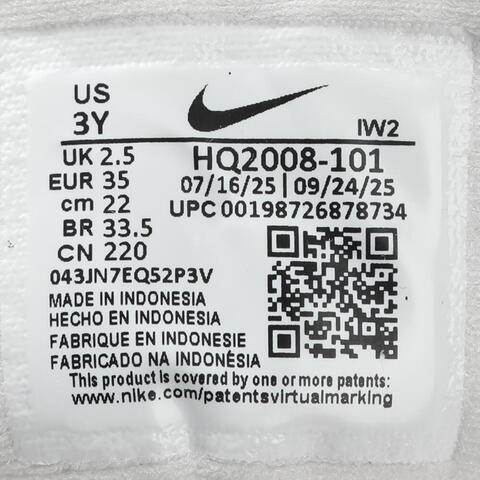 US
3Y
IW2
UK 2.5
EUR 35
cm 22
BR 33.5
CN 220
HQ2008-101
07/16/25 | 09/24/25
UPC 00198726878734
043JN7EQ52P3V
MADE IN INDONESIA
HECHO EN INDONESIA
FABRIQUE EN INDONESIE
FABRICADO NA INDONÉSIA
This product is covered by one or more patents:
www.nike.com/patentsvirtualmarking